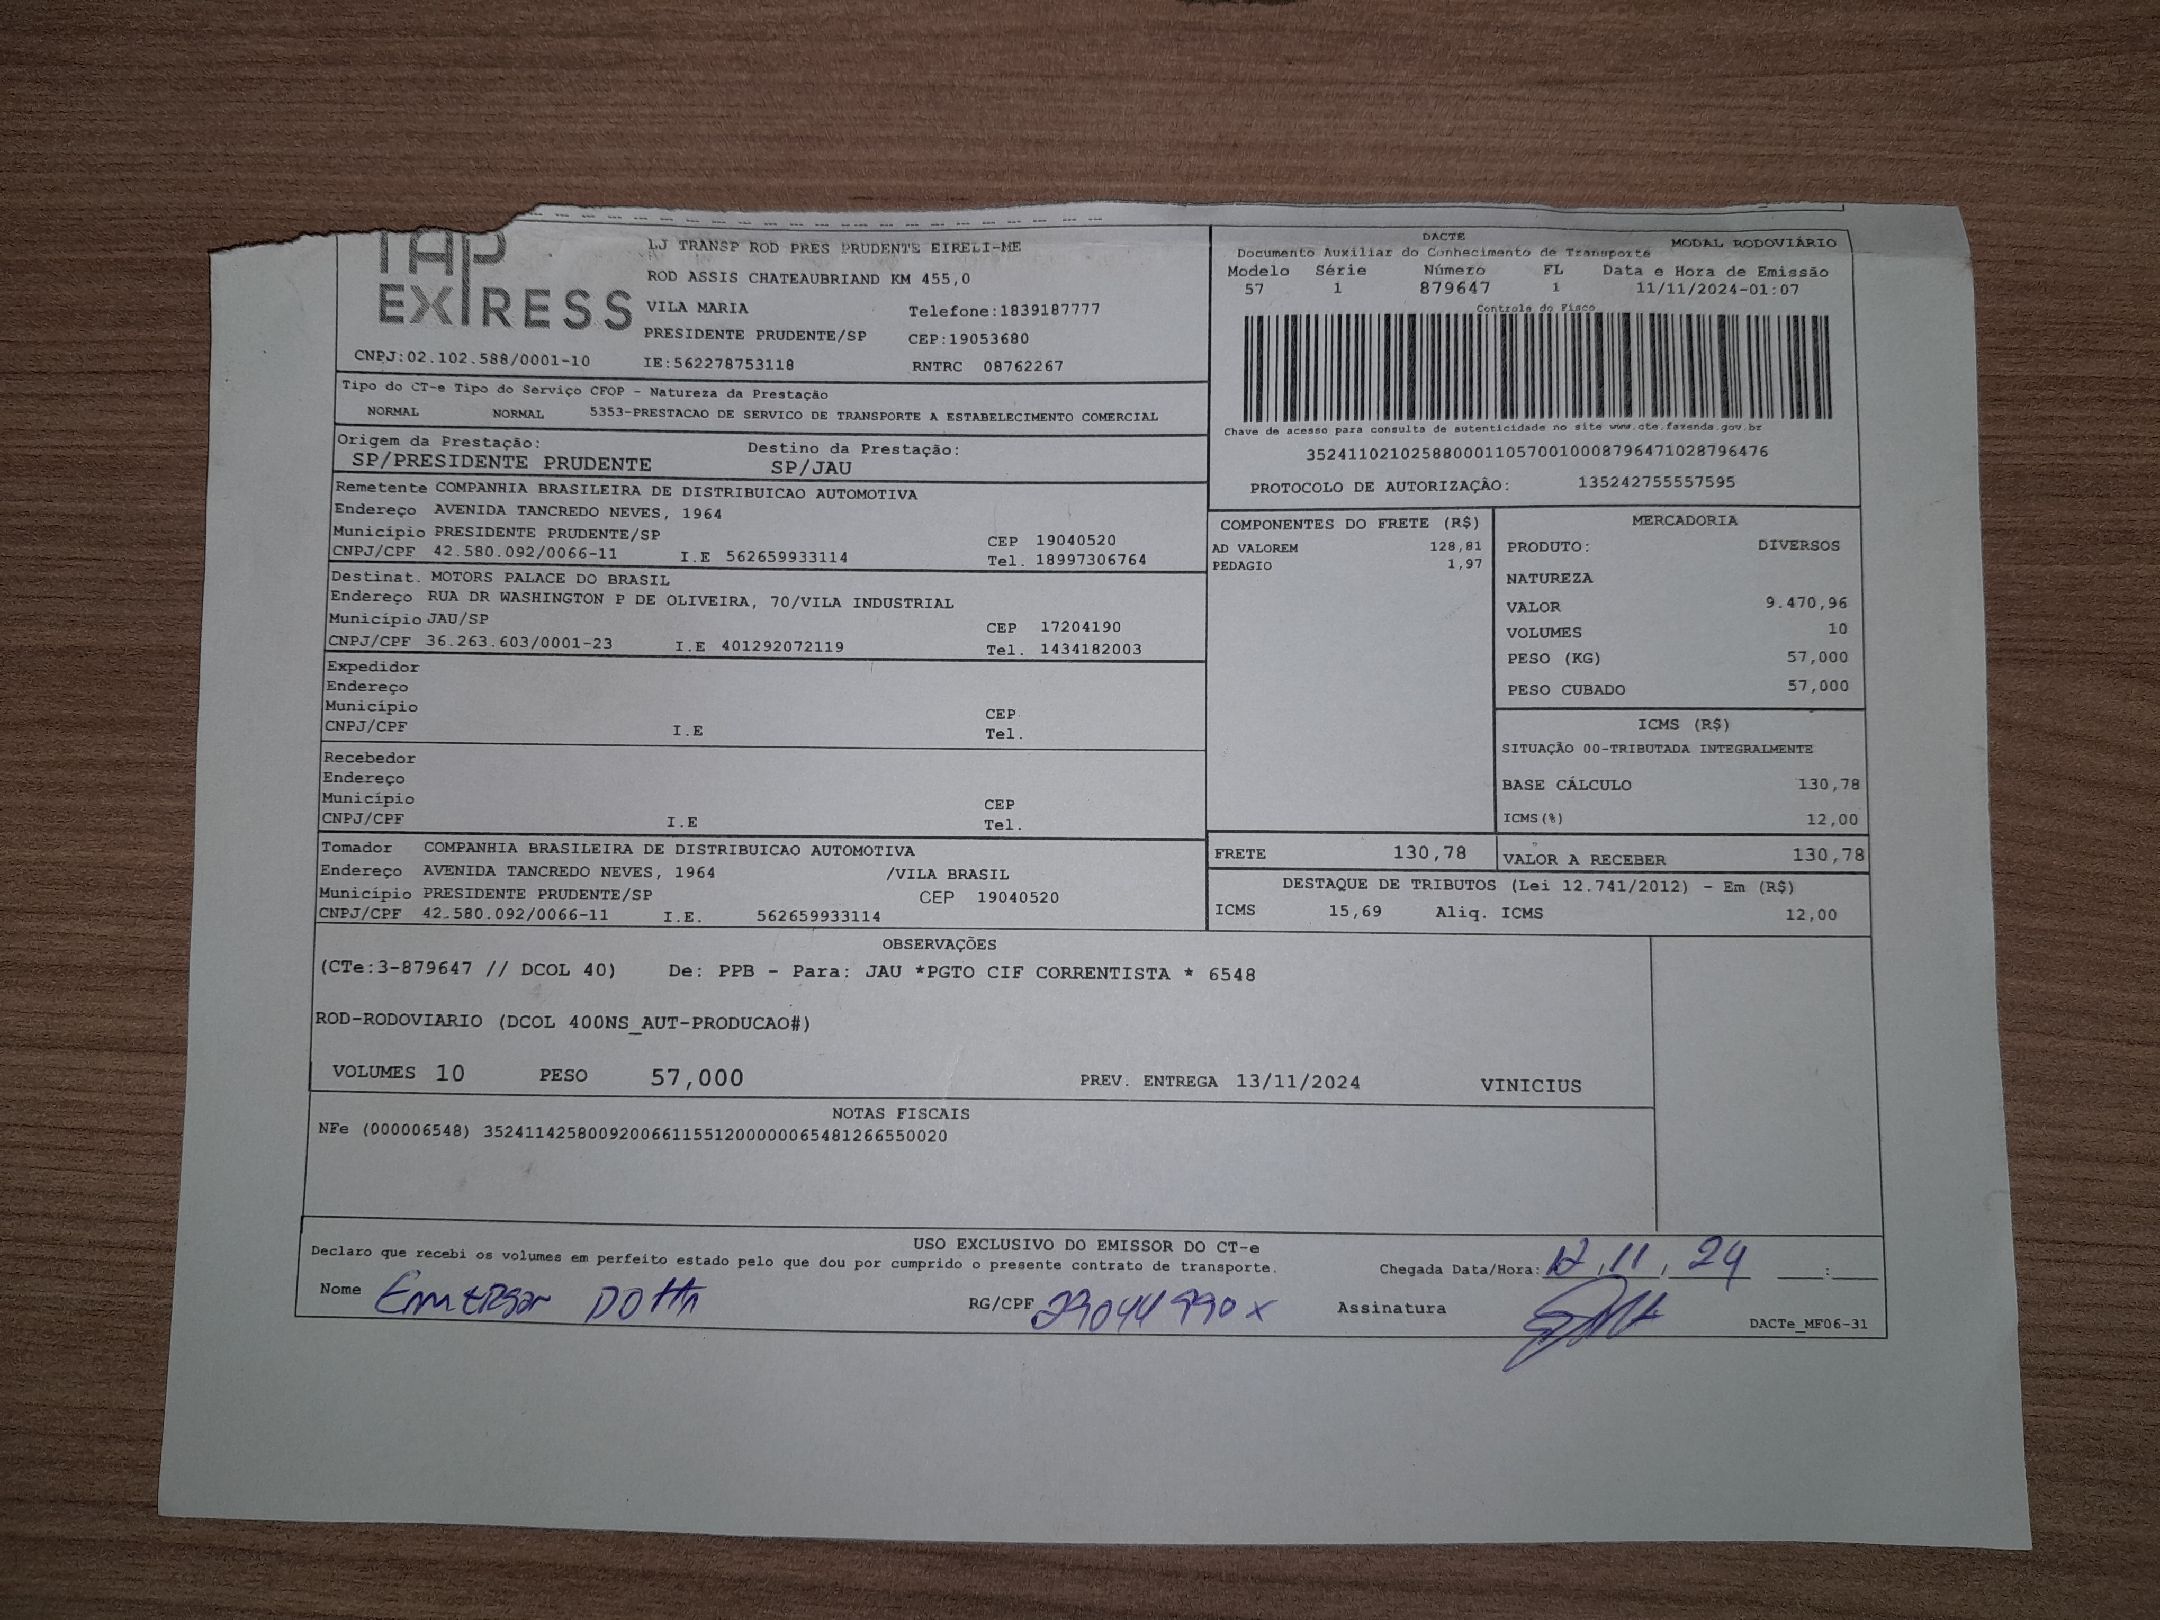 TAP
EXPRESS
LJ TRANSP ROD PRES PRUDENTE EIRELI-ME
ROD ASSIS CHATEAUBRIAND KM 455,0
VILA MARIA Telefone:1839187777
PRESIDENTE PRUDENTE/SP CEP:19053680
CNPJ:02.102.588/0001-10 IE:562278753118 RNTRC 08762267
DACTE MODAL RODOVIÁRIO
Documento Auxiliar do Conhecimento de Transporte
Modelo Série Número FL Data e Hora de Emissão
57 1 879647 1 11/11/2024-01:07
Controle do Fisco
Chave de acesso para consulta de autenticidade no site www.cte.fazenda.gov.br
35241102102588000110570010008796471028796476
PROTOCOLO DE AUTORIZAÇÃO: 135242755557595
Tipo do CT-e Tipo do Serviço CFOP - Natureza da Prestação
NORMAL NORMAL 5353-PRESTACAO DE SERVICO DE TRANSPORTE A ESTABELECIMENTO COMERCIAL
Origem da Prestação: Destino da Prestação:
SP/PRESIDENTE PRUDENTE SP/JAU
Remetente COMPANHIA BRASILEIRA DE DISTRIBUICAO AUTOMOTIVA
Endereço AVENIDA TANCREDO NEVES, 1964
Município PRESIDENTE PRUDENTE/SP CEP 19040520
CNPJ/CPF 42.580.092/0066-11 I.E 562659933114 Tel. 18997306764
Destinat. MOTORS PALACE DO BRASIL
Endereço RUA DR WASHINGTON P DE OLIVEIRA, 70/VILA INDUSTRIAL
Município JAU/SP CEP 17204190
CNPJ/CPF 36.263.603/0001-23 I.E 401292072119 Tel. 1434182003
Expedidor
Endereço
Município CEP
CNPJ/CPF I.E Tel.
Recebedor
Endereço
Município CEP
CNPJ/CPF I.E Tel.
Tomador COMPANHIA BRASILEIRA DE DISTRIBUICAO AUTOMOTIVA
Endereço AVENIDA TANCREDO NEVES, 1964 /VILA BRASIL
Município PRESIDENTE PRUDENTE/SP CEP 19040520
CNPJ/CPF 42.580.092/0066-11 I.E. 562659933114
COMPONENTES DO FRETE (R$)
AD VALOREM 128,81
PEDAGIO 1,97
MERCADORIA
PRODUTO: DIVERSOS
NATUREZA
VALOR 9.470,96
VOLUMES 10
PESO (KG) 57,000
PESO CUBADO 57,000
ICMS (R$)
SITUAÇÃO 00-TRIBUTADA INTEGRALMENTE
BASE CÁLCULO 130,78
ICMS(%) 12,00
FRETE 130,78 VALOR A RECEBER 130,78
DESTAQUE DE TRIBUTOS (Lei 12.741/2012) - Em (R$)
ICMS 15,69 Aliq. ICMS 12,00
OBSERVAÇÕES
(CTe:3-879647 // DCOL 40) De: PPB - Para: JAU *PGTO CIF CORRENTISTA * 6548
ROD-RODOVIARIO (DCOL 400NS_AUT-PRODUCAO#)
VOLUMES 10 PESO 57,000 PREV. ENTREGA 13/11/2024 VINICIUS
NOTAS FISCAIS
NFe (000006548) 35241142580092006611551200000065481266550020
USO EXCLUSIVO DO EMISSOR DO CT-e
Declaro que recebi os volumes em perfeito estado pelo que dou por cumprido o presente contrato de transporte. Chegada Data/Hora: 12.11.24 :
Nome Emerson Dotta RG/CPF 29044990x Assinatura
DACTe_MF06-31